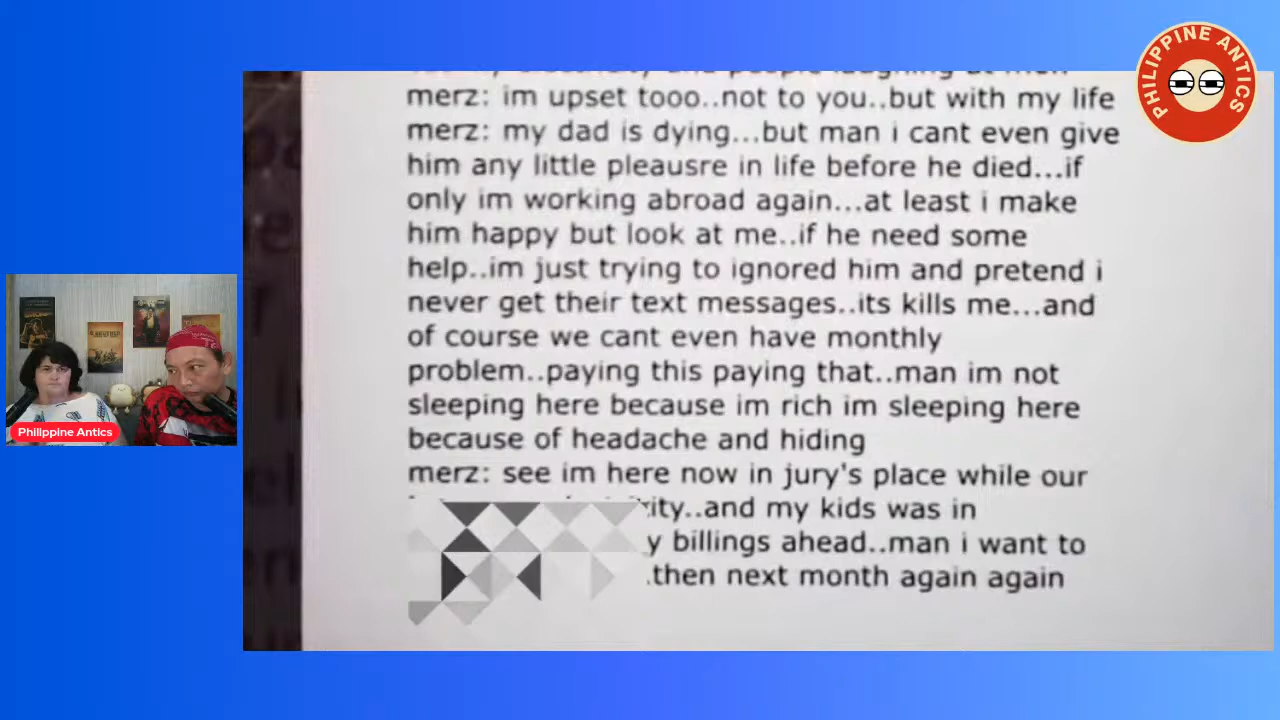 PHILIPPINE ANTICS
merz: im upset tooo..not to you..but with my life
merz: my dad is dying...but man i cant even give
him any little pleausre in life before he died...if
only im working abroad again...at least i make
him happy but look at me..if he need some
help..im just trying to ignored him and pretend i
never get their text messages..its kills me...and
of course we cant even have monthly
problem..paying this paying that..man im not
sleeping here because im rich im sleeping here
because of headache and hiding
merz: see im here now in jury's place while our
..and my kids was in
billings ahead..man i want to
.then next month again again
Philippine Antics